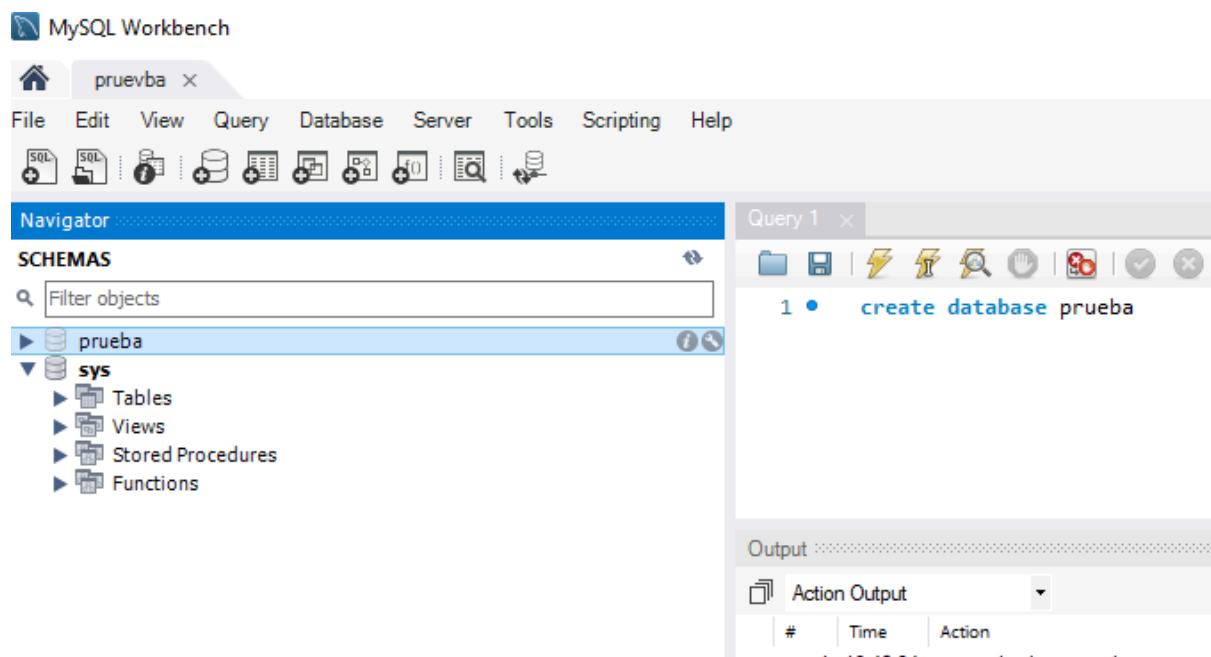 MySQL Workbench
pruevba
File Edit View Query Database Server Tools Scripting Help
Navigator
Query 1
SCHEMAS
Filter objects
1 create database prueba
prueba
sys
Tables
Views
Stored Procedures
Functions
Output
Action Output
# Time Action